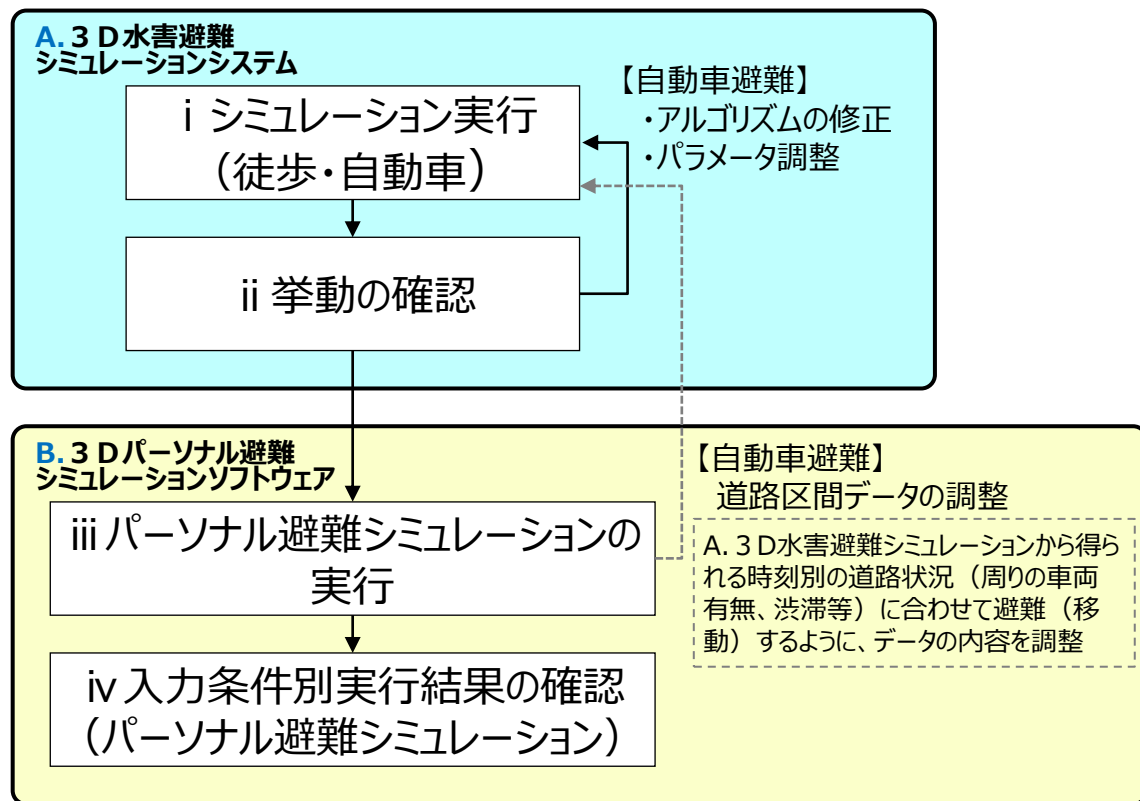 A.３Ｄ水害避難
シミュレーションシステム
ⅰ シミュレーション実行
（徒歩・自動車）
【自動車避難】
・アルゴリズムの修正
・パラメータ調整
ⅱ 挙動の確認
B.３Ｄパーソナル避難
シミュレーションソフトウェア
ⅲ パーソナル避難シミュレーションの
実行
【自動車避難】
道路区間データの調整
A.３Ｄ水害避難シミュレーションから得ら
れる時刻別の道路状況（周りの車両
有無、渋滞等）に合わせて避難（移
動）するように、データの内容を調整
ⅳ 入力条件別実行結果の確認
（パーソナル避難シミュレーション）